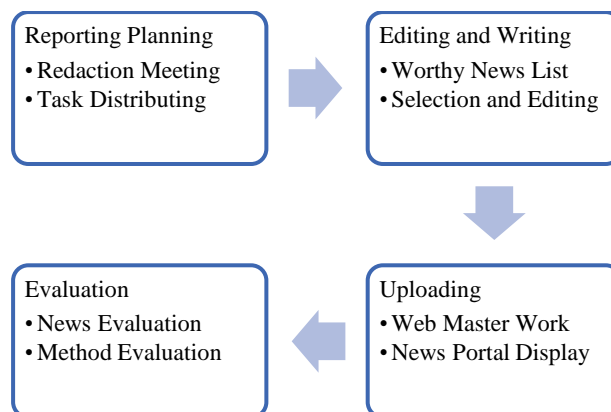 Reporting Planning
• Redaction Meeting
• Task Distributing
Editing and Writing
• Worthy News List
• Selection and Editing
Evaluation
• News Evaluation
• Method Evaluation
Uploading
• Web Master Work
• News Portal Display